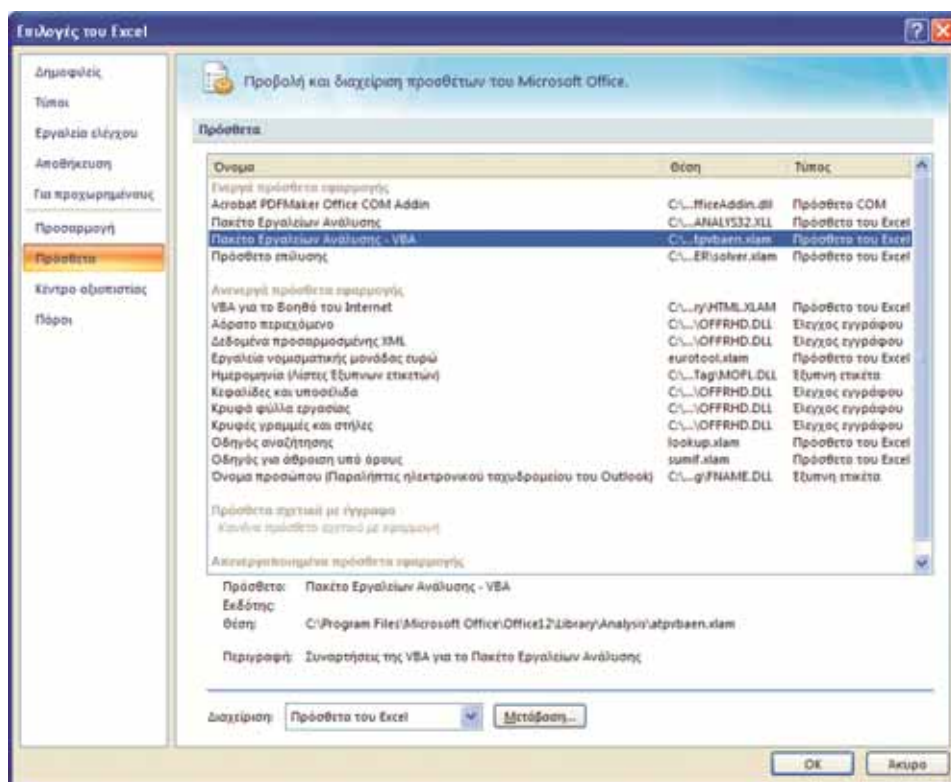 Επιλογές του Excel
Δημοφιλείς
Τύποι
Εργαλεία ελέγχου
Αποθήκευση
Για προχωρημένους
Προσαρμογή
Πρόσθετα
Κέντρο αξιοπιστίας
Πόροι
Προβολή και διαχείριση προσθέτων του Microsoft Office.
Πρόσθετα
Όνομα Θέση Τύπος
Ενεργά πρόσθετα εφαρμογής
Acrobat PDFMaker Office COM Addin C:\...fficeAddin.dll Πρόσθετο COM
Πακέτο Εργαλείων Ανάλυσης C:\...ANALYS32.XLL Πρόσθετο του Excel
Πακέτο Εργαλείων Ανάλυσης - VBA C:\...tpvbaen.xlam Πρόσθετο του Excel
Πρόσθετο επίλυσης C:\...ER\solver.xlam Πρόσθετο του Excel
Ανενεργά πρόσθετα εφαρμογής
VBA για το Βοηθό του Internet C:\...ry\HTML.XLAM Πρόσθετο του Excel
Αόρατο περιεχόμενο C:\...\OFFRHD.DLL Έλεγχος εγγράφου
Δεδομένα προσαρμοσμένης XML C:\...\OFFRHD.DLL Έλεγχος εγγράφου
Εργαλεία νομισματικής μονάδας ευρώ eurotool.xlam Πρόσθετο του Excel
Ημερομηνία (Λίστες Έξυπνων ετικετών) C:\...Tag\MOFL.DLL Έξυπνη ετικέτα
Κεφαλίδες και υποσέλιδα C:\...\OFFRHD.DLL Έλεγχος εγγράφου
Κρυφά φύλλα εργασίας C:\...\OFFRHD.DLL Έλεγχος εγγράφου
Κρυφές γραμμές και στήλες C:\...\OFFRHD.DLL Έλεγχος εγγράφου
Οδηγός αναζήτησης lookup.xlam Πρόσθετο του Excel
Οδηγός για άθροιση υπό όρους sumif.xlam Πρόσθετο του Excel
Όνομα προσώπου (Παραλήπτες ηλεκτρονικού ταχυδρομείου του Outlook) C:\...g\FNAME.DLL Έξυπνη ετικέτα
Πρόσθετα σχετικά με έγγραφο
Κανένα πρόσθετο σχετικό με εφαρμογή
Απενεργοποιημένα πρόσθετα εφαρμογής
Πρόσθετο: Πακέτο Εργαλείων Ανάλυσης - VBA
Εκδότης:
Θέση: C:\Program Files\Microsoft Office\Office12\Library\Analysis\atpvbaen.xlam
Περιγραφή: Συναρτήσεις της VBA για το Πακέτο Εργαλείων Ανάλυσης
Διαχείριση: Πρόσθετα του Excel Μετάβαση...
OK Άκυρο